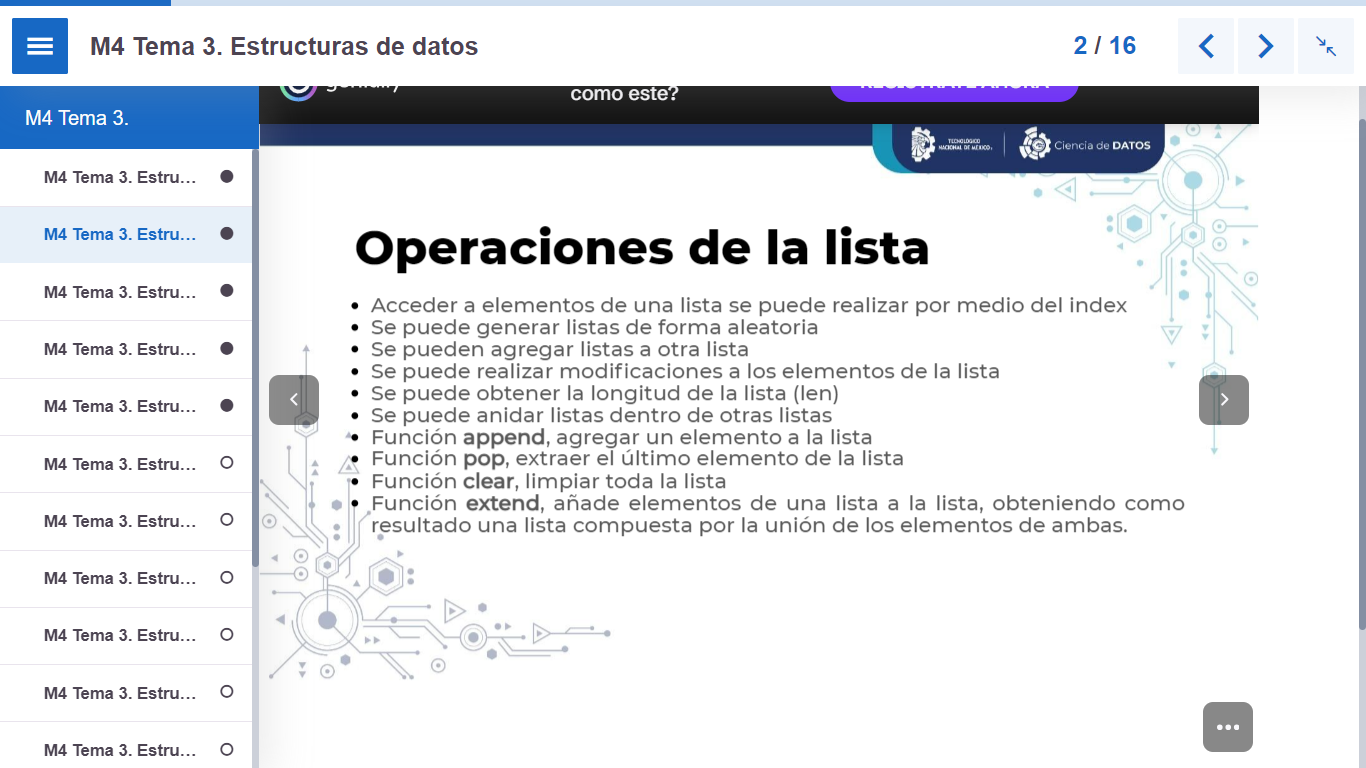 M4 Tema 3. Estructuras de datos
2 / 16
M4 Tema 3.
M4 Tema 3. Estru...
M4 Tema 3. Estru...
M4 Tema 3. Estru...
M4 Tema 3. Estru...
M4 Tema 3. Estru...
M4 Tema 3. Estru...
M4 Tema 3. Estru...
M4 Tema 3. Estru...
M4 Tema 3. Estru...
M4 Tema 3. Estru...
M4 Tema 3. Estru...
como este?
REGÍSTRATE AHORA
TECNOLÓGICO
NACIONAL DE MÉXICO.
Ciencia de DATOS
Operaciones de la lista
• Acceder a elementos de una lista se puede realizar por medio del index
• Se puede generar listas de forma aleatoria
• Se pueden agregar listas a otra lista
• Se puede realizar modificaciones a los elementos de la lista
• Se puede obtener la longitud de la lista (len)
• Se puede anidar listas dentro de otras listas
• Función append, agregar un elemento a la lista
• Función pop, extraer el último elemento de la lista
• Función clear, limpiar toda la lista
• Función extend, añade elementos de una lista a la lista, obteniendo como
resultado una lista compuesta por la unión de los elementos de ambas.